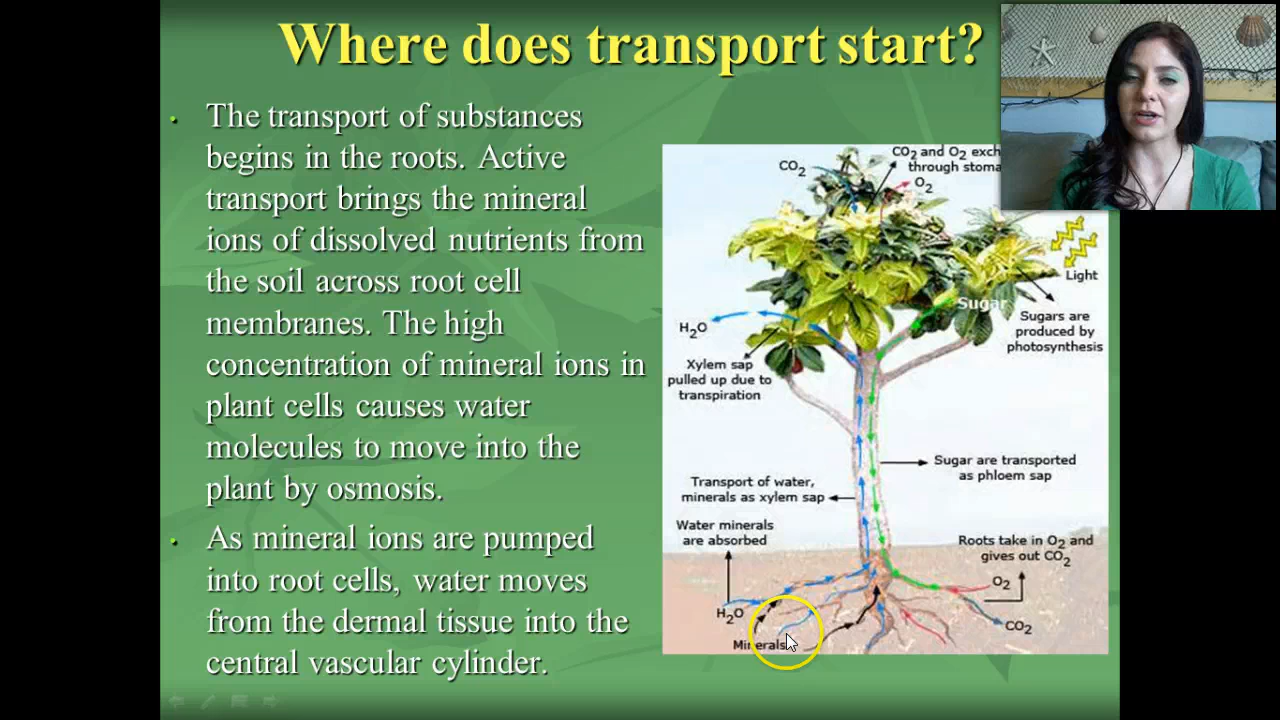 Where does transport start?
• The transport of substances
begins in the roots. Active
transport brings the mineral
ions of dissolved nutrients from
the soil across root cell
membranes. The high
concentration of mineral ions in
plant cells causes water
molecules to move into the
plant by osmosis.
• As mineral ions are pumped
into root cells, water moves
from the dermal tissue into the
central vascular cylinder.
CO2
CO2 and O2 exch
through stoma
O2
Light
Sugar
Sugars are
produced by
photosynthesis
H2O
Xylem sap
pulled up due to
transpiration
Sugar are transported
as phloem sap
Transport of water,
minerals as xylem sap
Water minerals
are absorbed
Roots take in O2 and
gives out CO2
O2
H2O
CO2
Minerals